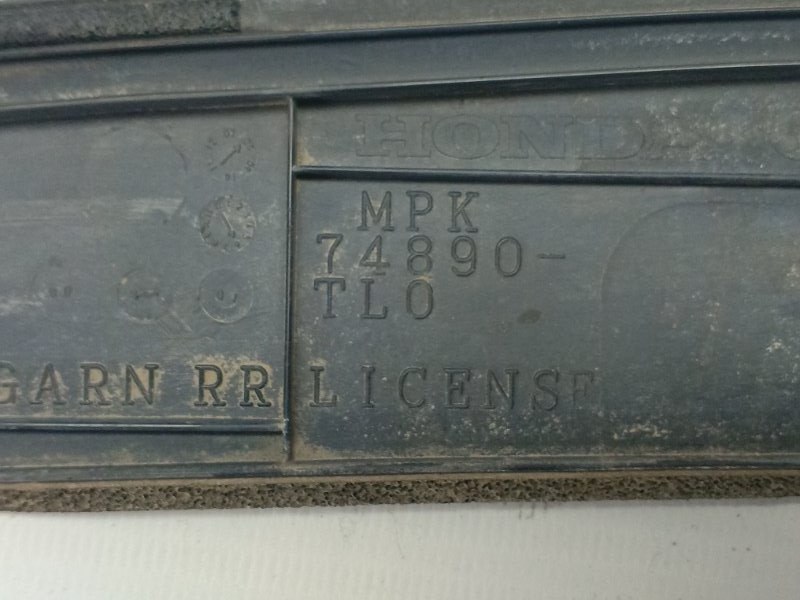 HONDA
MPK
74890-
TL0
GARN RR LICENSE